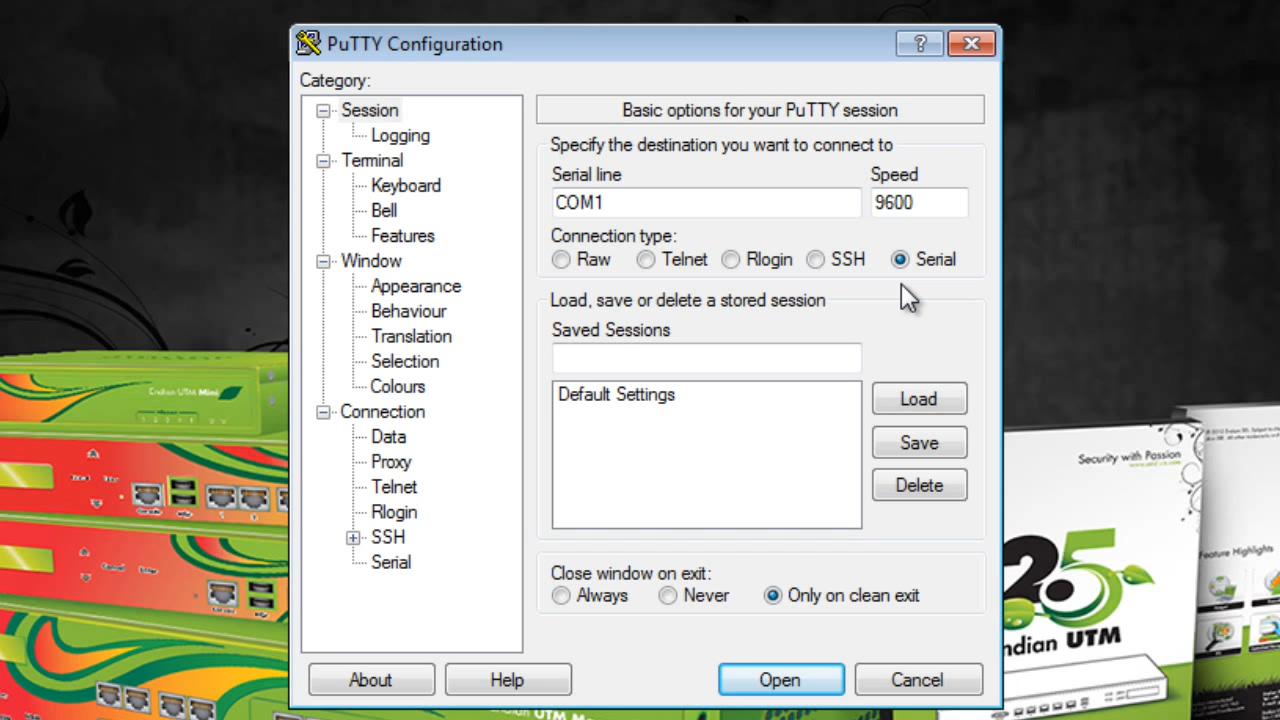 PuTTY Configuration
Category:
Session
Logging
Terminal
Keyboard
Bell
Features
Window
Appearance
Behaviour
Translation
Selection
Colours
Connection
Data
Proxy
Telnet
Rlogin
SSH
Serial
Basic options for your PuTTY session
Specify the destination you want to connect to
Serial line Speed
COM1 9600
Connection type:
Raw Telnet Rlogin SSH Serial
Load, save or delete a stored session
Saved Sessions
Default Settings
Load
Save
Delete
Close window on exit:
Always Never Only on clean exit
About Help Open Cancel
Endian UTM Mini
Security with Passion
25
ndian UTM
Feature Highlights